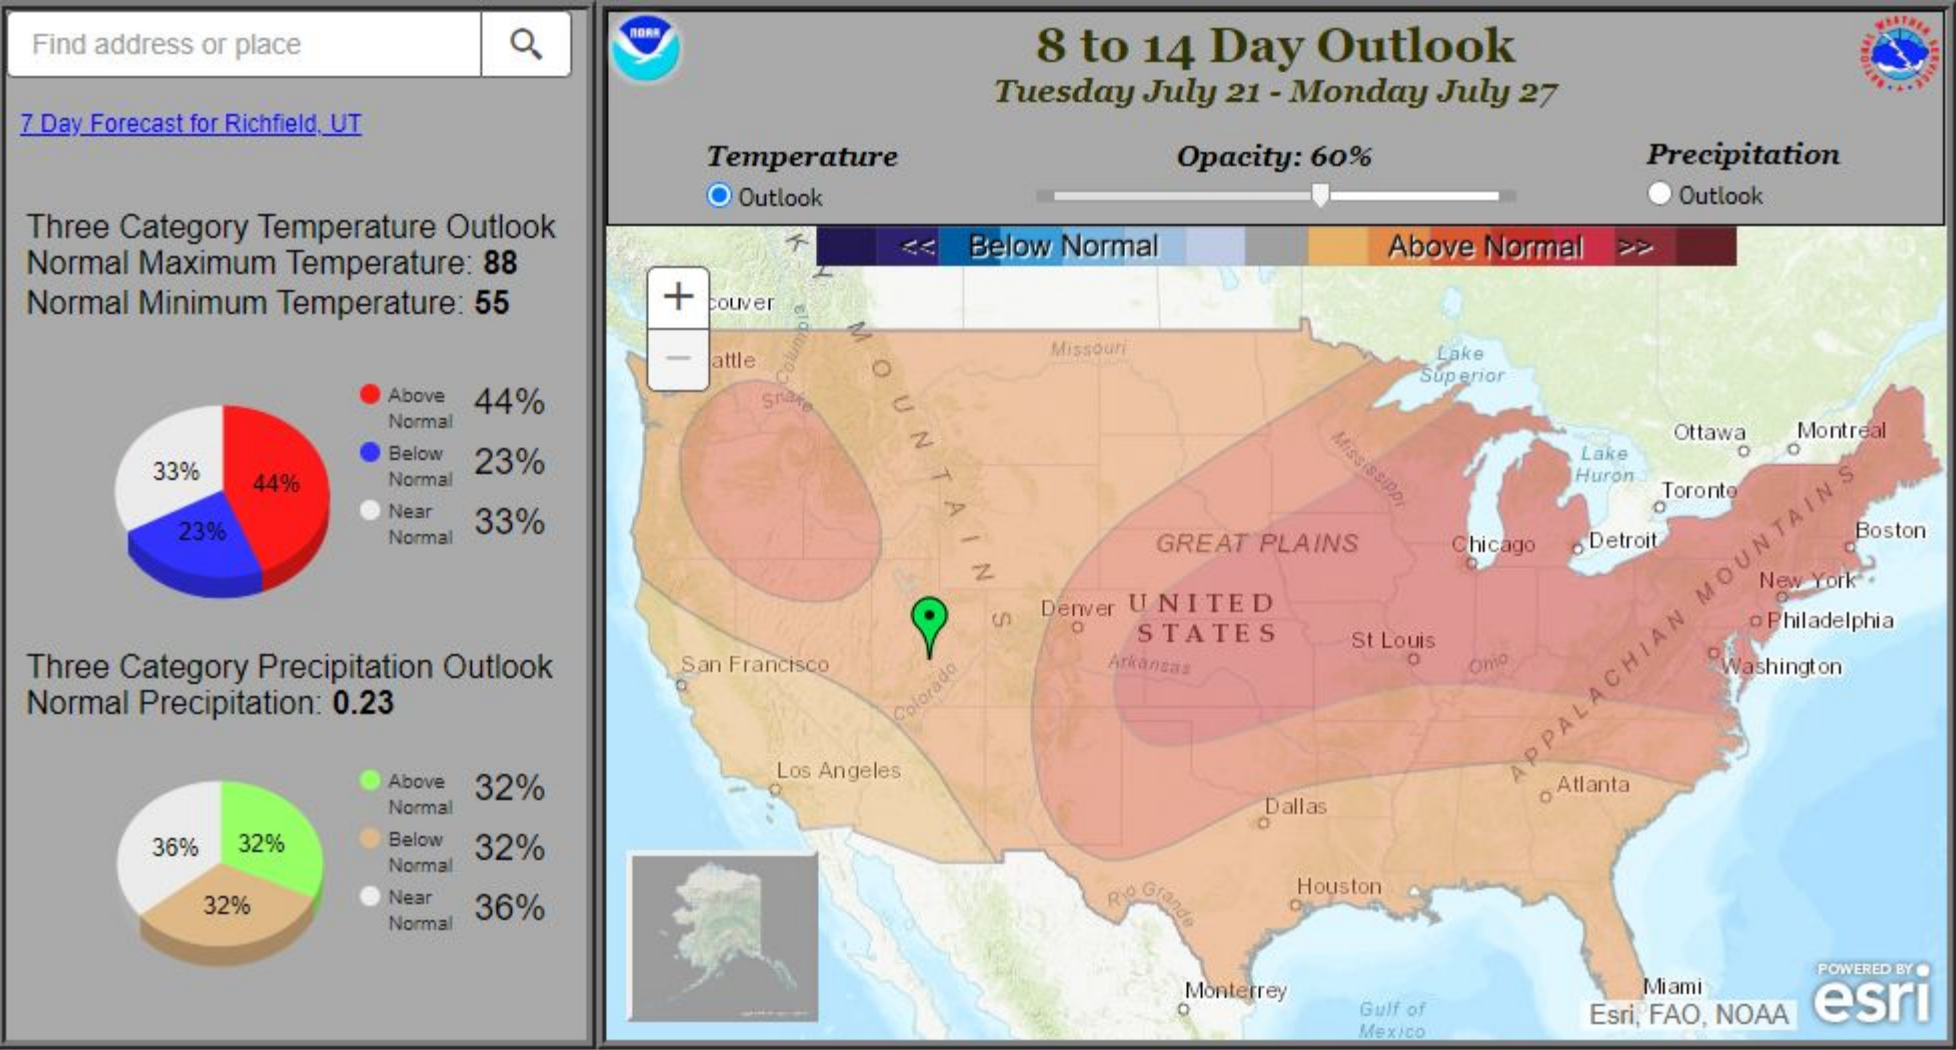 Find address or place
7 Day Forecast for Richfield, UT
Three Category Temperature Outlook
Normal Maximum Temperature: 88
Normal Minimum Temperature: 55
33%
44%
23%
Above
Normal
44%
Below
Normal
23%
Near
Normal
33%
Three Category Precipitation Outlook
Normal Precipitation: 0.23
36%
32%
32%
Above
Normal
32%
Below
Normal
32%
Near
Normal
36%
NOAA
NATIONAL WEATHER SERVICE
8 to 14 Day Outlook
Tuesday July 21 - Monday July 27
Temperature
Outlook
Opacity: 60%
Precipitation
Outlook
<< Below Normal
Above Normal >>
+
−
couver
attle
Columbia
Snake
K Y
MOUNTAINS
Missouri
Lake
Superior
Ottawa
Montreal
Mississippi
Lake
Huron
Toronto
GREAT PLAINS
Chicago
Detroit
Boston
New York
Denver
UNITED
STATES
Philadelphia
St Louis
San Francisco
Arkansas
Ohio
Washington
Colorado
APPALACHIAN MOUNTAINS
Los Angeles
Atlanta
Dallas
Rio Grande
Houston
Monterrey
Miami
Gulf of
Mexico
Esri, FAO, NOAA
POWERED BY
esri